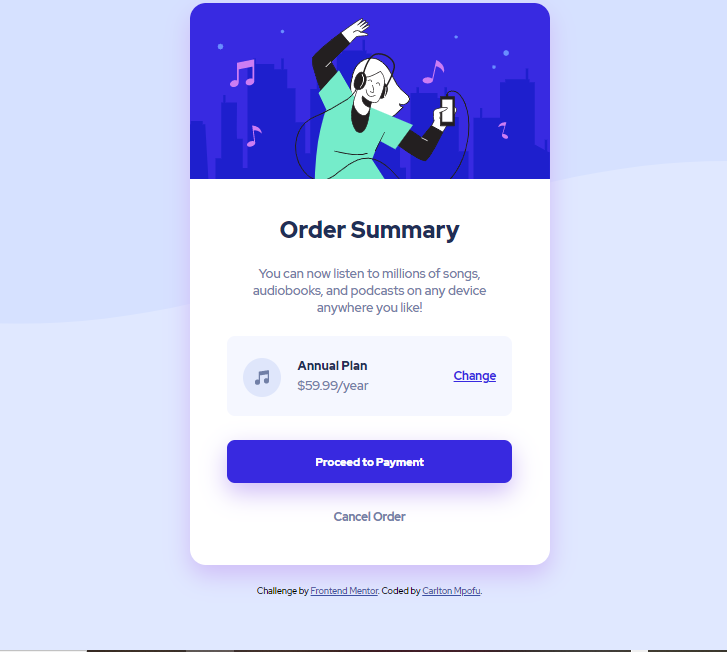 Order Summary
You can now listen to millions of songs,
audiobooks, and podcasts on any device
anywhere you like!
Annual Plan
$59.99/year
Change
Proceed to Payment
Cancel Order
Challenge by Frontend Mentor. Coded by Carlton Mpofu.